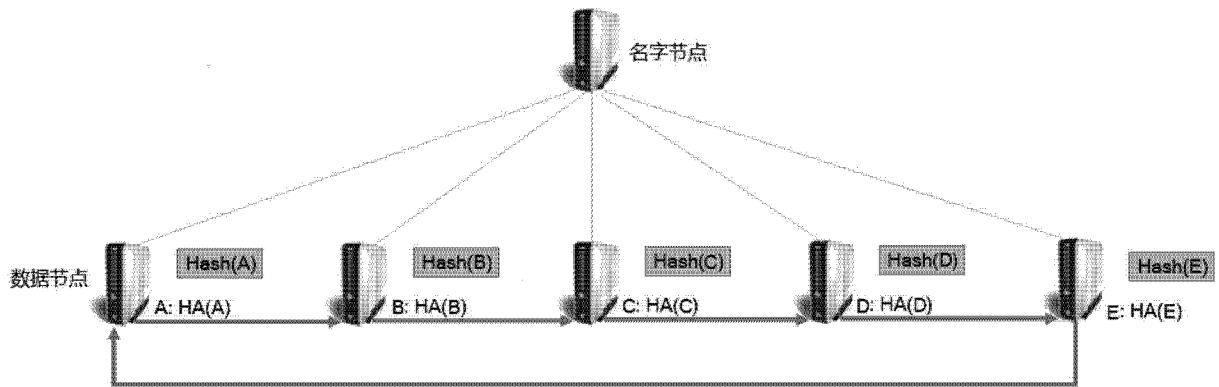 名字节点
数据节点
Hash(A)
Hash(B)
Hash(C)
Hash(D)
Hash(E)
A: HA(A)
B: HA(B)
C: HA(C)
D: HA(D)
E: HA(E)